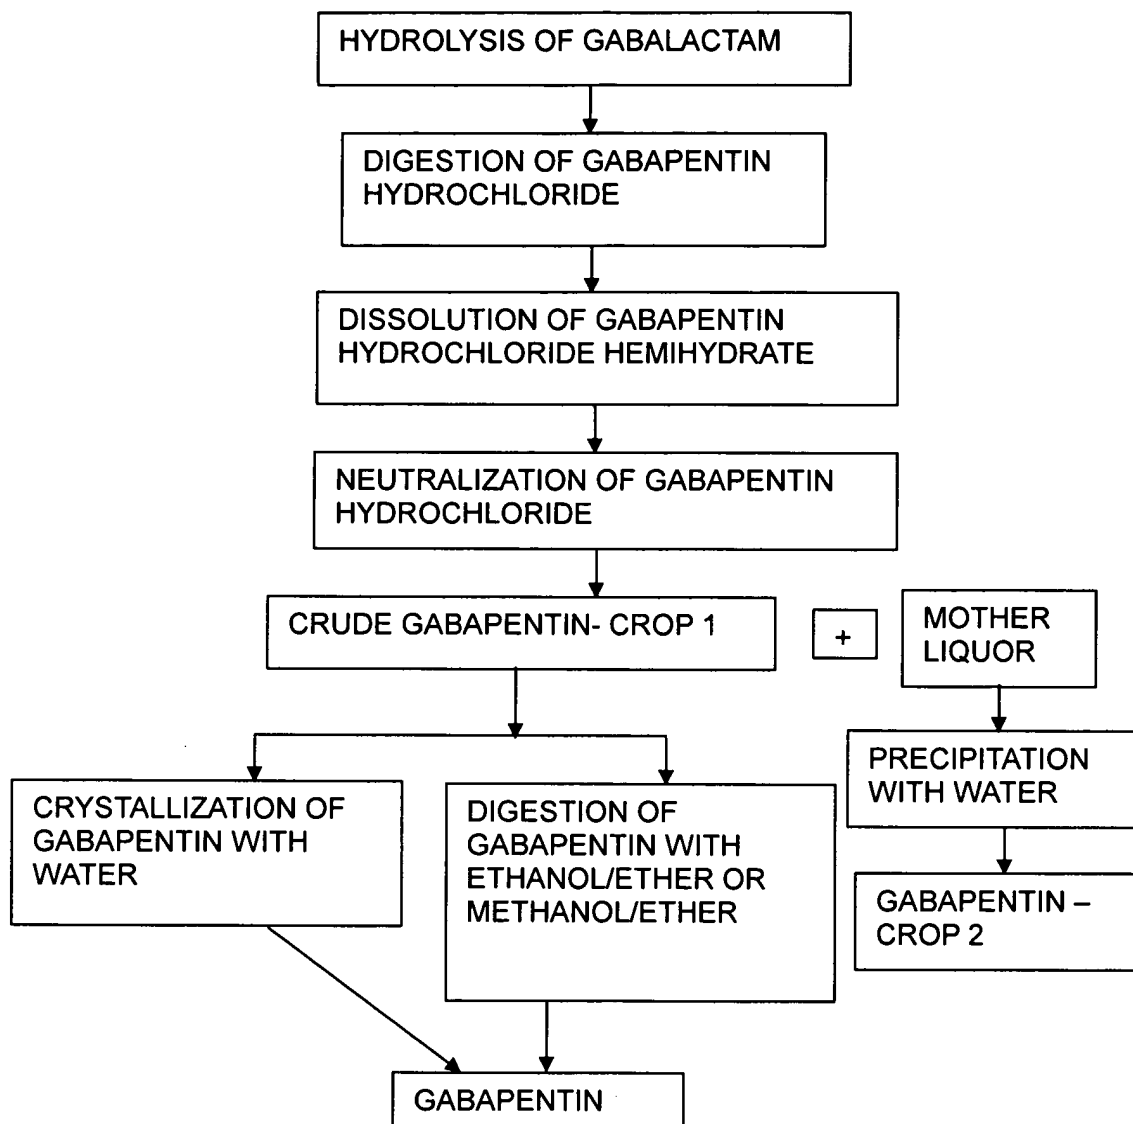 HYDROLYSIS OF GABALACTAM
DIGESTION OF GABAPENTIN
HYDROCHLORIDE
DISSOLUTION OF GABAPENTIN
HYDROCHLORIDE HEMIHYDRATE
NEUTRALIZATION OF GABAPENTIN
HYDROCHLORIDE
CRUDE GABAPENTIN- CROP 1
+
MOTHER
LIQUOR
PRECIPITATION
WITH WATER
CRYSTALLIZATION OF
GABAPENTIN WITH
WATER
DIGESTION OF
GABAPENTIN WITH
ETHANOL/ETHER OR
METHANOL/ETHER
GABAPENTIN –
CROP 2
GABAPENTIN